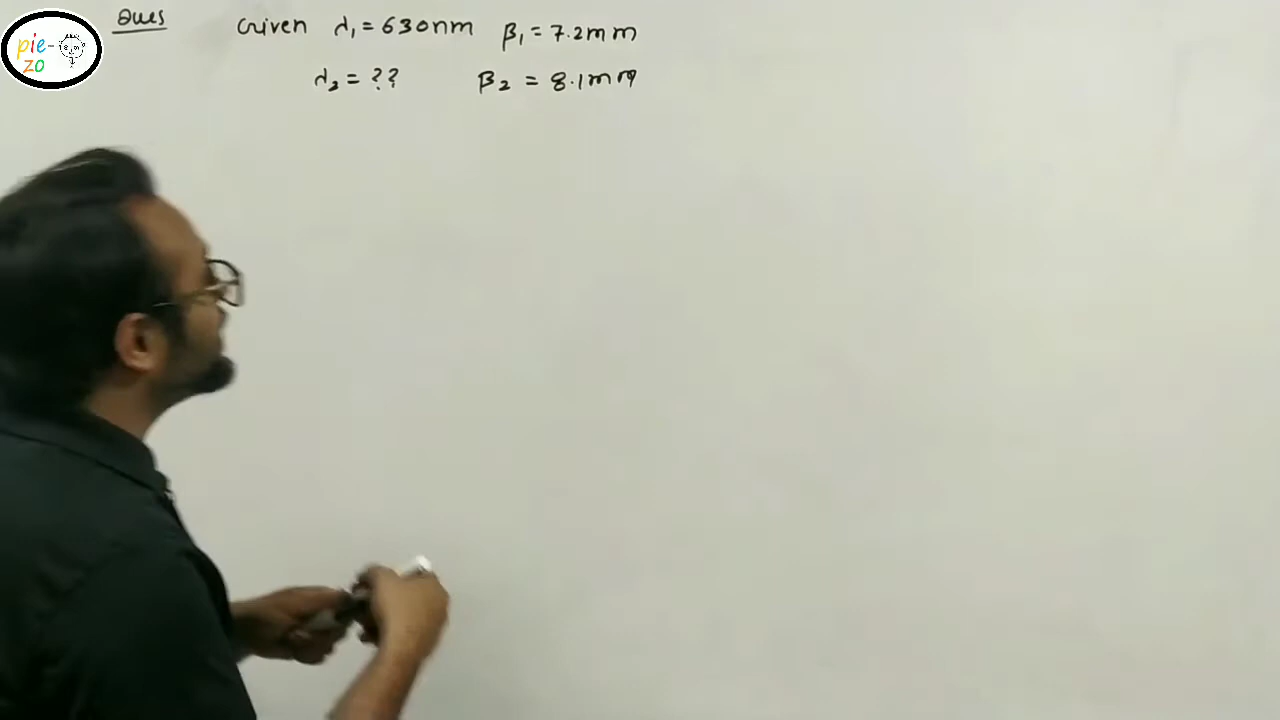 pie-
zo
Ques Given λ₁ = 630nm β₁ = 7.2mm
λ₂ = ?? β₂ = 8.1mm